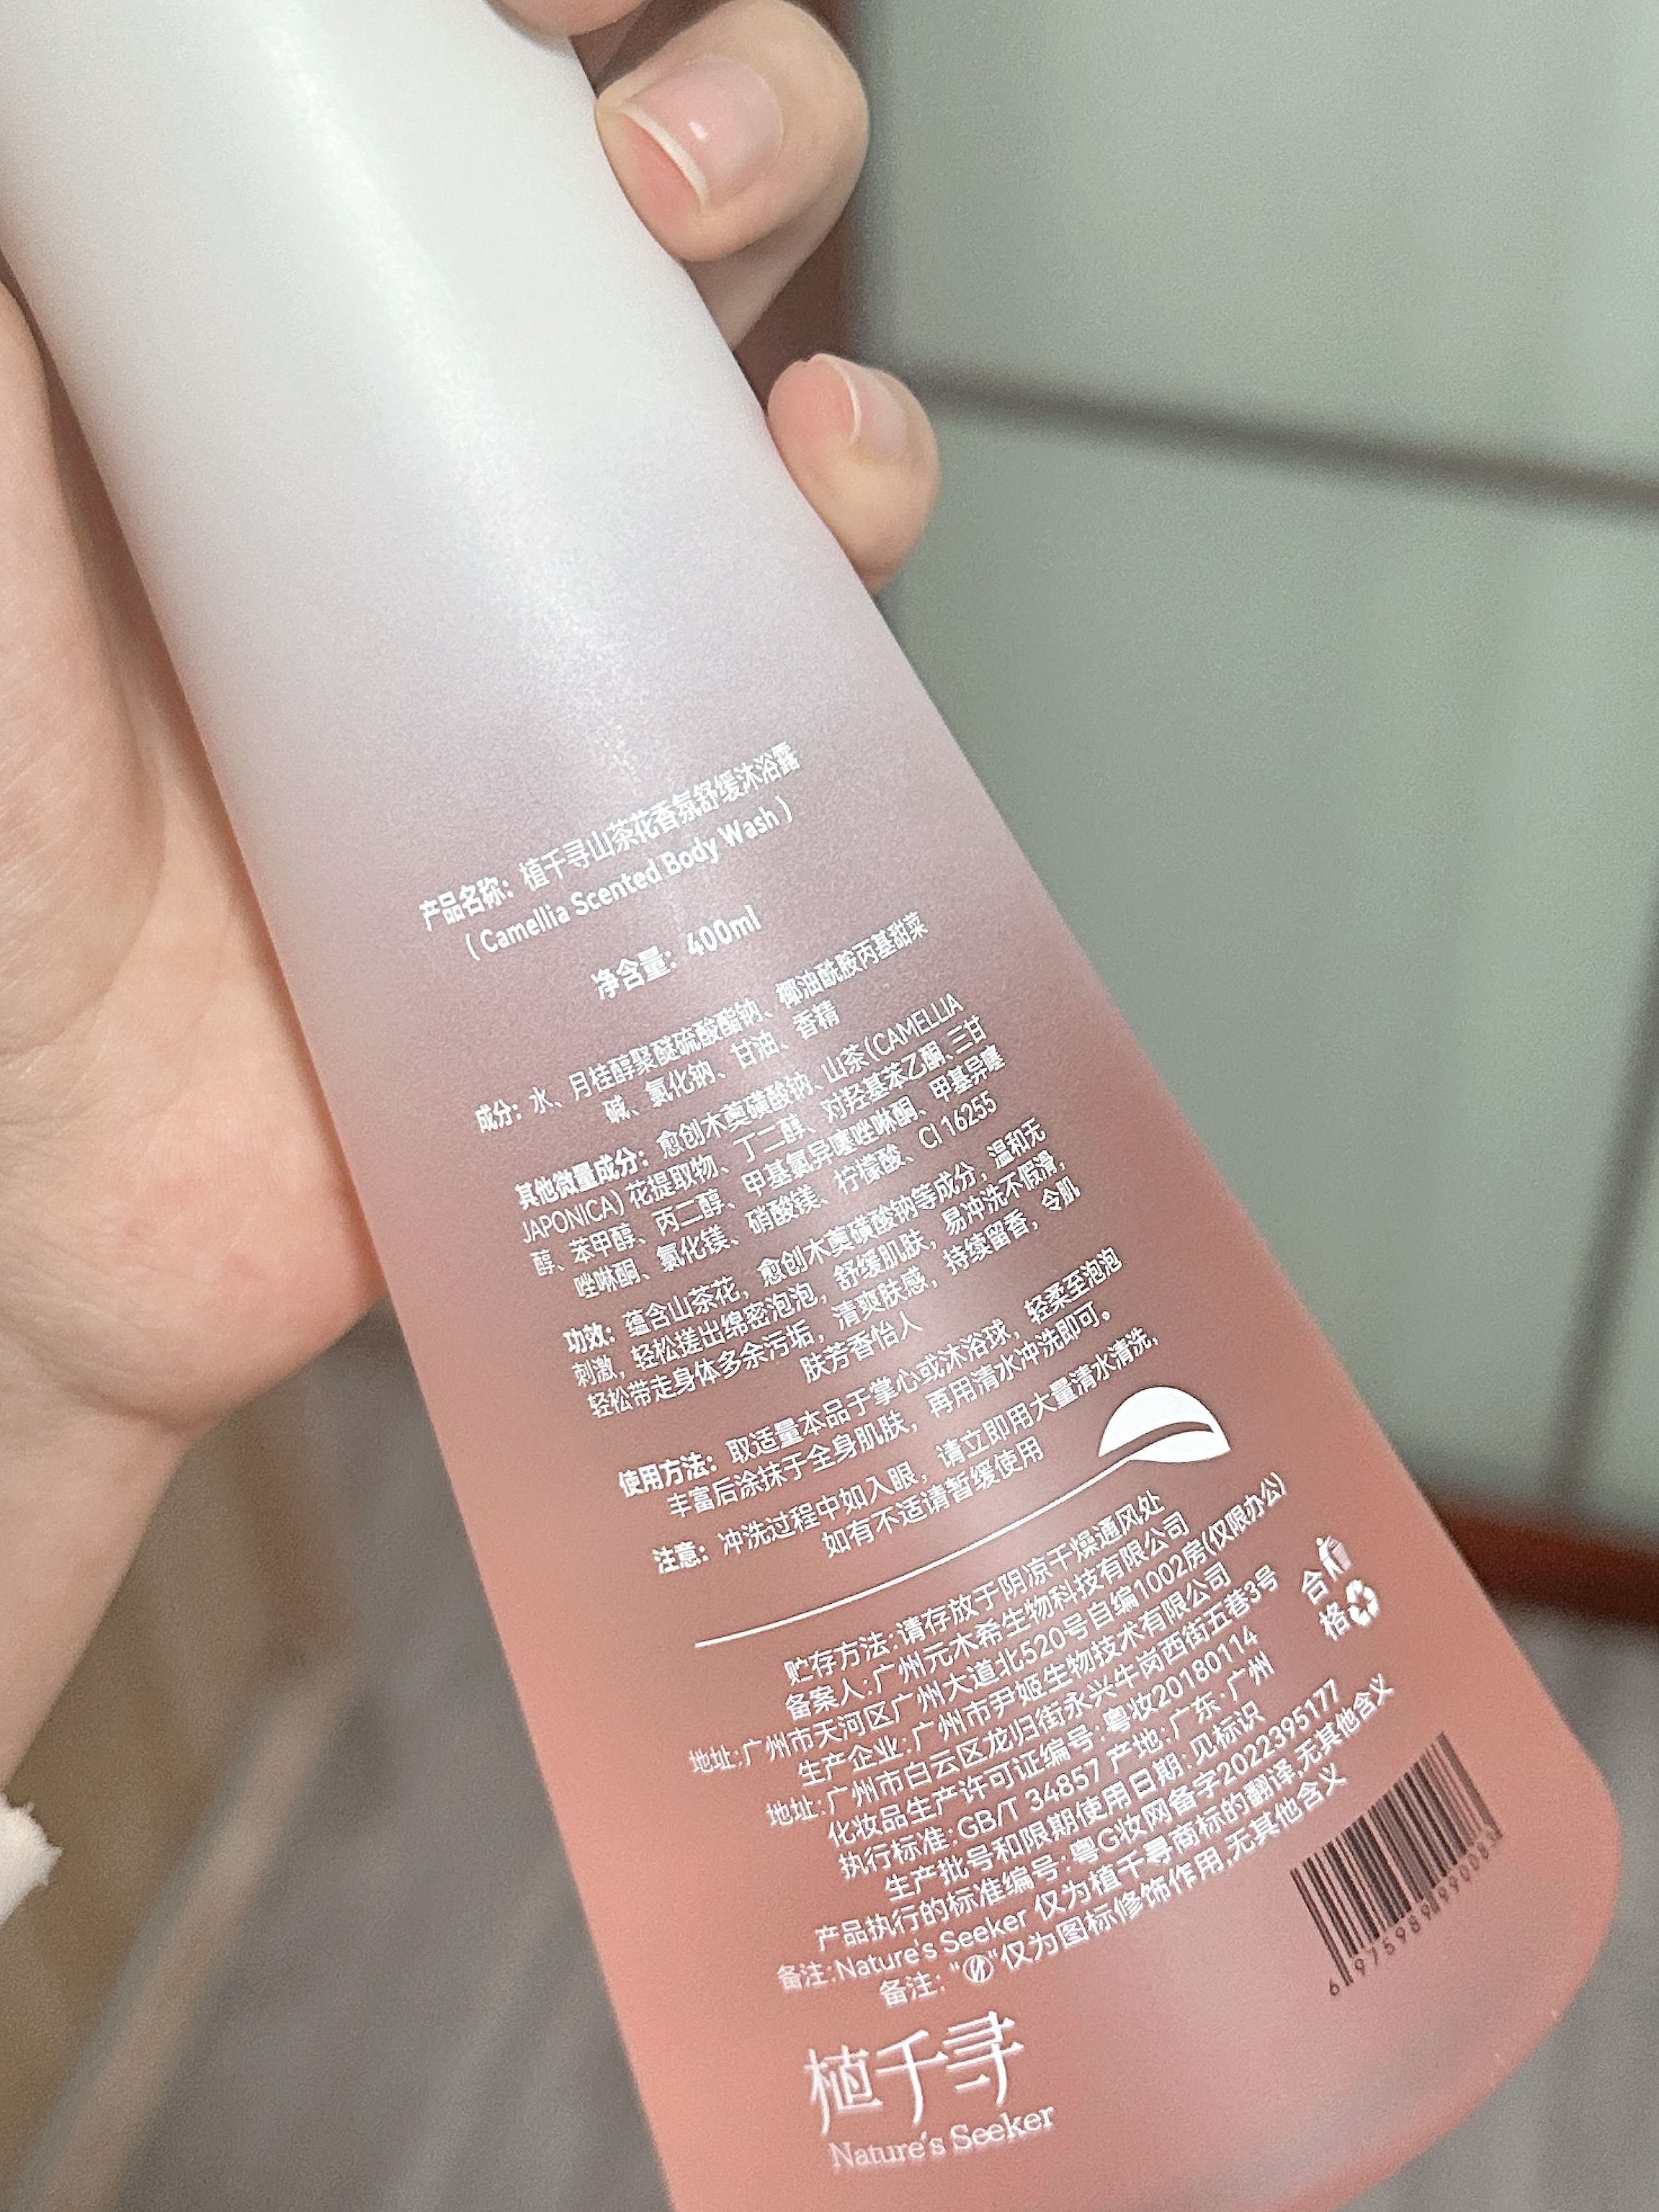 产品名称：植千寻山茶花香氛舒缓沐浴露
（Camellia Scented Body Wash）
净含量：400ml
成分：水、月桂醇聚醚硫酸酯钠、椰油酰胺丙基甜菜
碱、氯化钠、甘油、香精
其他微量成分：愈创木薁磺酸钠、山茶(CAMELLIA
JAPONICA) 花提取物、丁二醇、对羟基苯乙酮、三甘
醇、苯甲醇、丙二醇、甲基氯异噻唑啉酮、甲基异噻
唑啉酮、氯化镁、硝酸镁、柠檬酸、CI 16255
功效：蕴含山茶花，愈创木薁磺酸钠等成分，温和无
刺激，轻松搓出绵密泡泡，舒缓肌肤，易冲洗不假滑，
轻松带走身体多余污垢，清爽肤感，持续留香，令肌
肤芳香怡人
使用方法：取适量本品于掌心或沐浴球，轻柔至泡泡
丰富后涂抹于全身肌肤，再用清水冲洗即可。
注意：冲洗过程中如入眼，请立即用大量清水清洗，
如有不适请暂缓使用
贮存方法:请存放于阴凉干燥通风处
备案人:广州元木希生物科技有限公司
地址:广州市天河区广州大道北520号自编1002房(仅限办公)
生产企业:广州市尹姬生物技术有限公司
地址:广州市白云区龙归街永兴牛岗西街五巷3号
化妆品生产许可证编号:粤妆20180114
执行标准:GB/T 34857 产地:广东·广州
生产批号和限期使用日期:见标识
产品执行的标准编号:粤G妆网备字2022395177
备注:Nature's Seeker 仅为植千寻商标的翻译,无其他含义
备注: " "仅为图标修饰作用,无其他含义
合
格
6975989990083
植千寻
Nature's Seeker